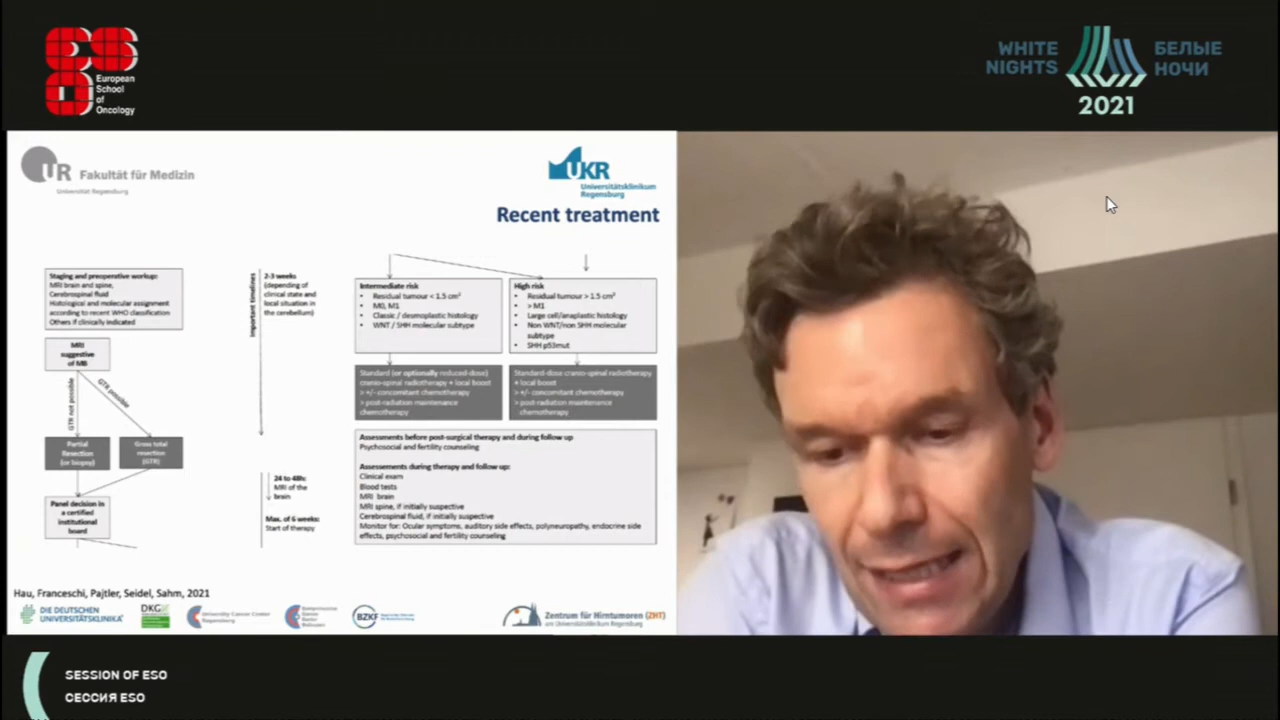 European
School
of
Oncology
WHITE
NIGHTS
БЕЛЫЕ
НОЧИ
2021
UR
Fakultät für Medizin
Universität Regensburg
UKR
Universitätsklinikum
Regensburg
Recent treatment
Staging and preoperative workup:
MRI brain and spine,
Cerebrospinal fluid
Histological and molecular assignment
according to recent WHO classification
Others if clinically indicated
MRI
suggestive
of MB
GTR not possible
GTR possible
Partial
Resection
(or biopsy)
Gross total
resection
(GTR)
Panel decision in
a certified
institutional
board
Important timelines
2-3 weeks
(depending of
clinical state and
local situation in
the cerebellum)
24 to 48h:
MRI of the
brain
Max. of 6 weeks:
Start of therapy
Intermediate risk
• Residual tumour < 1.5 cm²
• M0, M1
• Classic / desmoplastic histology
• WNT / SHH molecular subtype
High risk
• Residual tumour > 1.5 cm²
• > M1
• Large cell/anaplastic histology
• Non WNT/non SHH molecular
subtype
• SHH p53mut
Standard (or optionally reduced-dose)
cranio-spinal radiotherapy + local boost
> +/- concomitant chemotherapy
> post-radiation maintenance
chemotherapy
Standard-dose cranio-spinal radiotherapy
+ local boost
> +/- concomitant chemotherapy
> post-radiation maintenance
chemotherapy
Assessments before post-surgical therapy and during follow up
Psychosocial and fertility counseling
Assessments during therapy and follow up:
Clinical exam
Blood tests
MRI brain
MRI spine, if initially suspective
Cerebrospinal fluid, if initially suspective
Monitor for: Ocular symptoms, auditory side effects, polyneuropathy, endocrine side
effects, psychosocial and fertility counseling
Hau, Franceschi, Pajtler, Seidel, Sahm, 2021
DIE DEUTSCHEN
UNIVERSITÄTSKLINIKA
DKG
University Cancer Center
Regensburg
BZKF
Zentrum für Hirntumoren (ZHT)
am Universitätsklinikum Regensburg
SESSION OF ESO
СЕССИЯ ESO